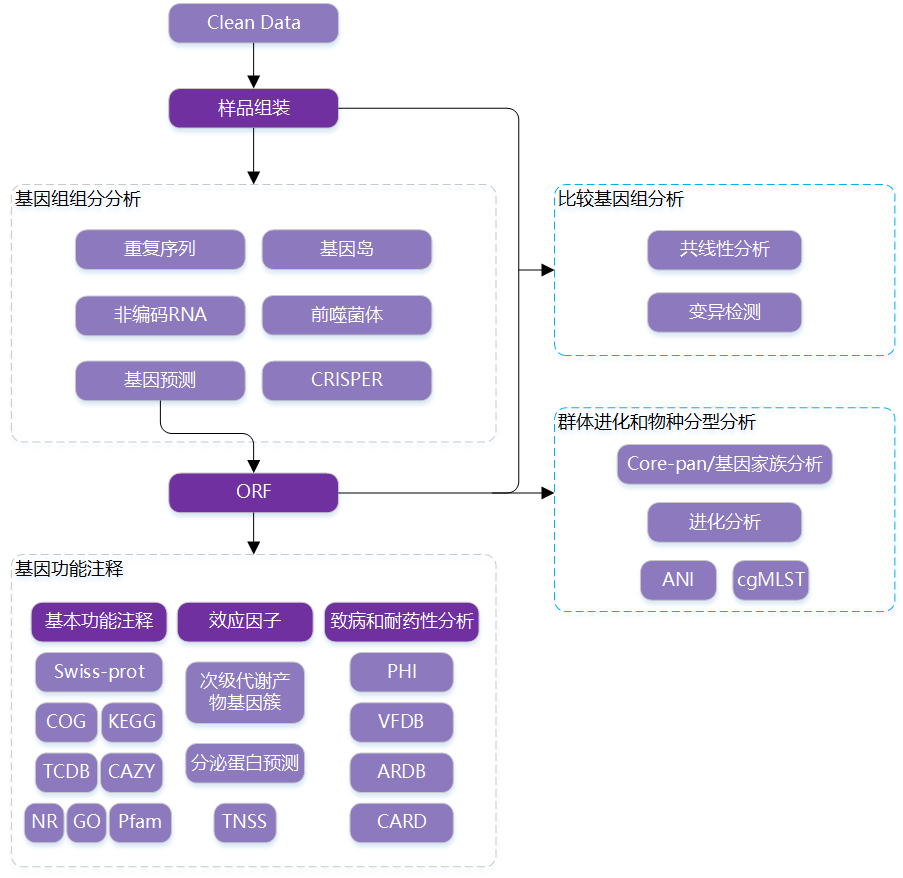 Clean Data
样品组装
基因组组分分析
重复序列
基因岛
非编码RNA
前噬菌体
基因预测
CRISPER
比较基因组分析
共线性分析
变异检测
群体进化和物种分型分析
Core-pan/基因家族分析
进化分析
ANI
cgMLST
ORF
基因功能注释
基本功能注释
效应因子
致病和耐药性分析
Swiss-prot
COG
KEGG
TCDB
CAZY
NR
GO
Pfam
次级代谢产
物基因簇
分泌蛋白预测
TNSS
PHI
VFDB
ARDB
CARD